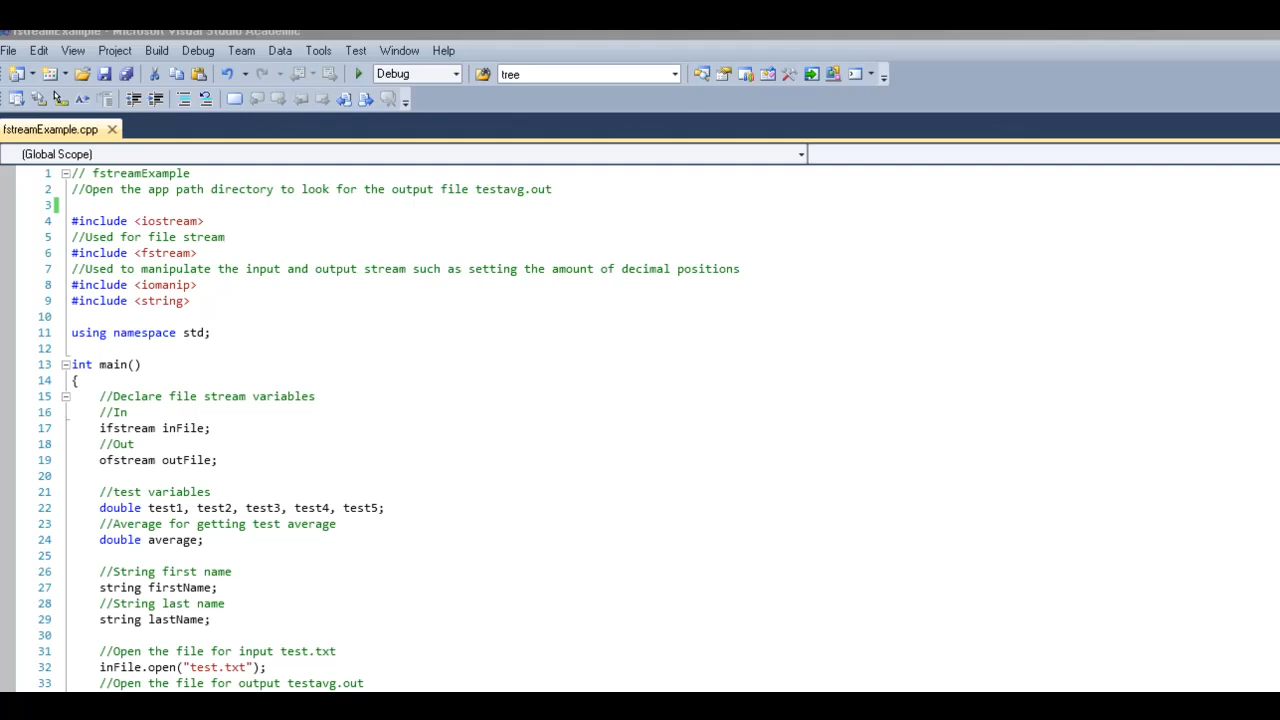 fstreamExample - Microsoft Visual Studio Academic
File Edit View Project Build Debug Team Data Tools Test Window Help
Debug tree
fstreamExample.cpp
(Global Scope)
1 // fstreamExample
2 //Open the app path directory to look for the output file testavg.out
3
4 #include <iostream>
5 //Used for file stream
6 #include <fstream>
7 //Used to manipulate the input and output stream such as setting the amount of decimal positions
8 #include <iomanip>
9 #include <string>
10
11 using namespace std;
12
13 int main()
14 {
15 //Declare file stream variables
16 //In
17 ifstream inFile;
18 //Out
19 ofstream outFile;
20
21 //test variables
22 double test1, test2, test3, test4, test5;
23 //Average for getting test average
24 double average;
25
26 //String first name
27 string firstName;
28 //String last name
29 string lastName;
30
31 //Open the file for input test.txt
32 inFile.open("test.txt");
33 //Open the file for output testavg.out